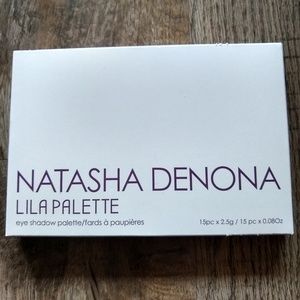 NATASHA DENONA
LILA PALETTE
eye shadow palette/fards à paupières 15pc x 2.5g / 15 pc x 0.08Oz